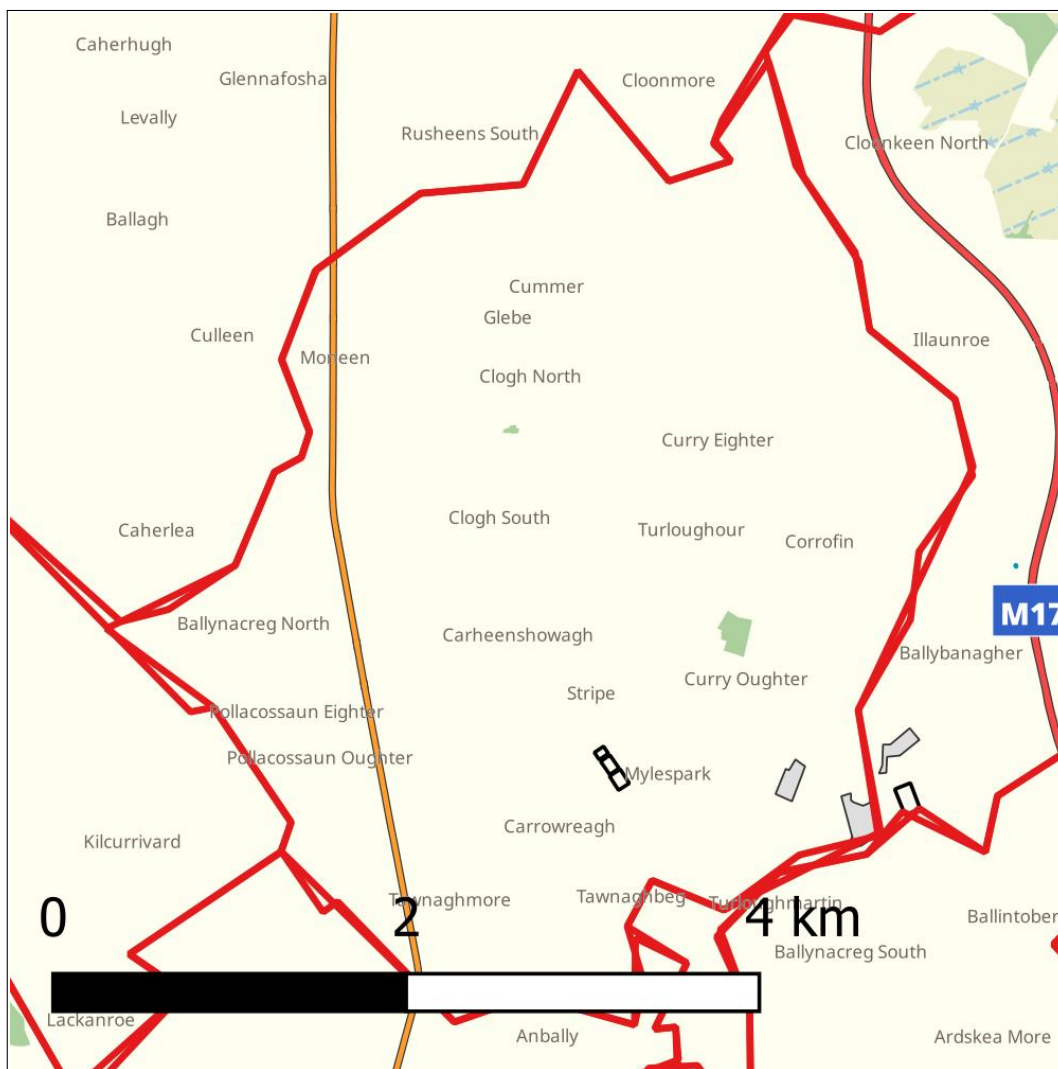 Caherhugh
Glennafosha
Cloonmore
Levally
Rusheens South
Cloonkeen North
Ballagh
Cummer
Glebe
Culleen
Illaunroe
Moneen
Clogh North
Curry Eighter
Clogh South
Caherlea
Turloughour
Corrofin
M17
Ballynacreg North
Carheenshowagh
Ballybanagher
Curry Oughter
Stripe
Pollacossaun Eighter
Pollacossaun Oughter
Mylespark
Carrowreagh
Kilcurrivard
Tawnaghmore
Tawnaghbeg
Tudoughmartin
0 2 4 km
Ballintober
Ballynacreg South
Lackanroe
Anbally
Ardskea More